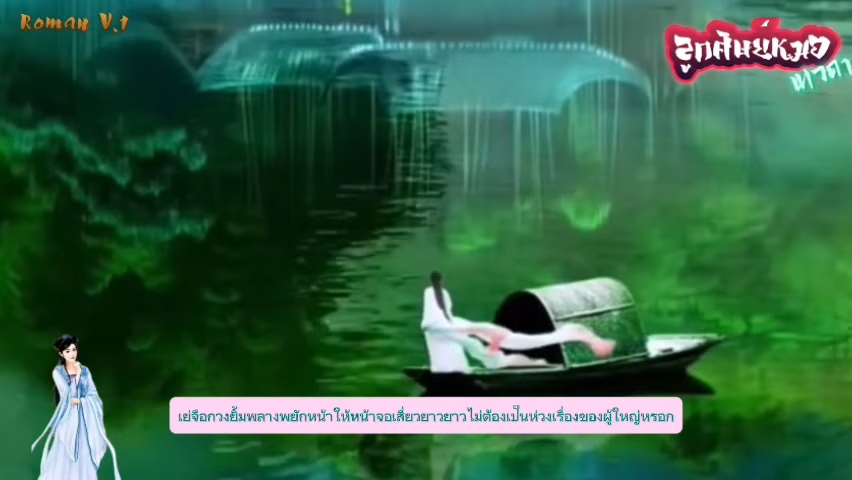 Roman V.1
ลูกศิษย์หมอ
เย่จือกวงยิ้มพลางพยักหน้าให้หน้าจอเสี่ยวยาวยาวไม่ต้องเป็นห่วงเรื่องของผู้ใหญ่หรอก